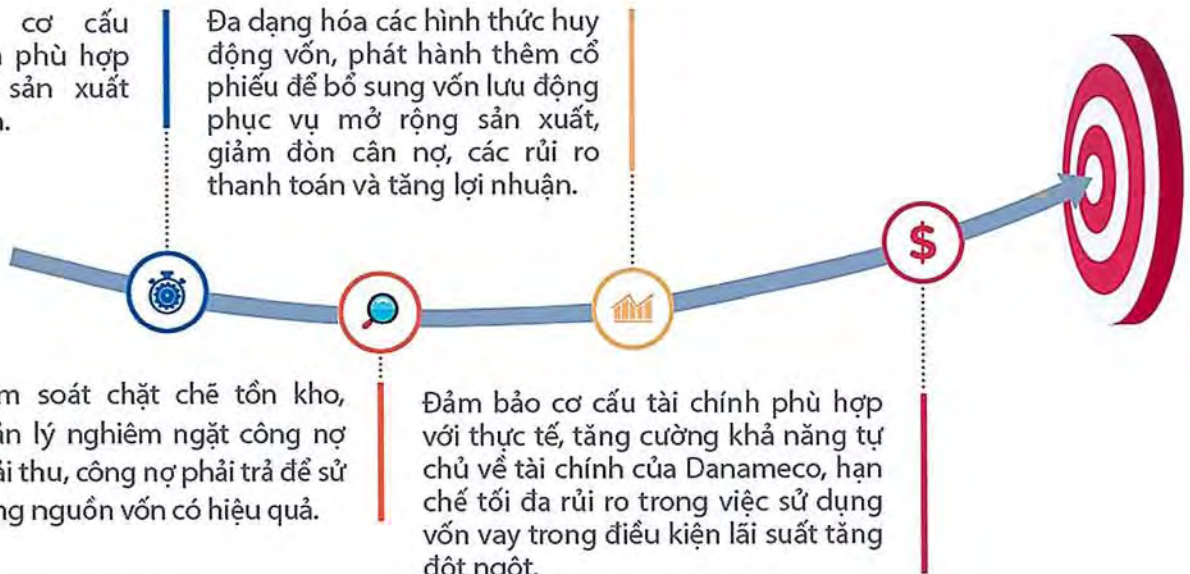 cơ cấu
phù hợp
sản xuất
Đa dạng hóa các hình thức huy
động vốn, phát hành thêm cổ
phiếu để bổ sung vốn lưu động
phục vụ mở rộng sản xuất,
giảm đòn cân nợ, các rủi ro
thanh toán và tăng lợi nhuận.
$
soát chặt chẽ tồn kho,
lý nghiêm ngặt công nợ
thu, công nợ phải trả để sử
nguồn vốn có hiệu quả.
Đảm bảo cơ cấu tài chính phù hợp
với thực tế, tăng cường khả năng tự
chủ về tài chính của Danameco, hạn
chế tối đa rủi ro trong việc sử dụng
vốn vay trong điều kiện lãi suất tăng
đột ngột.